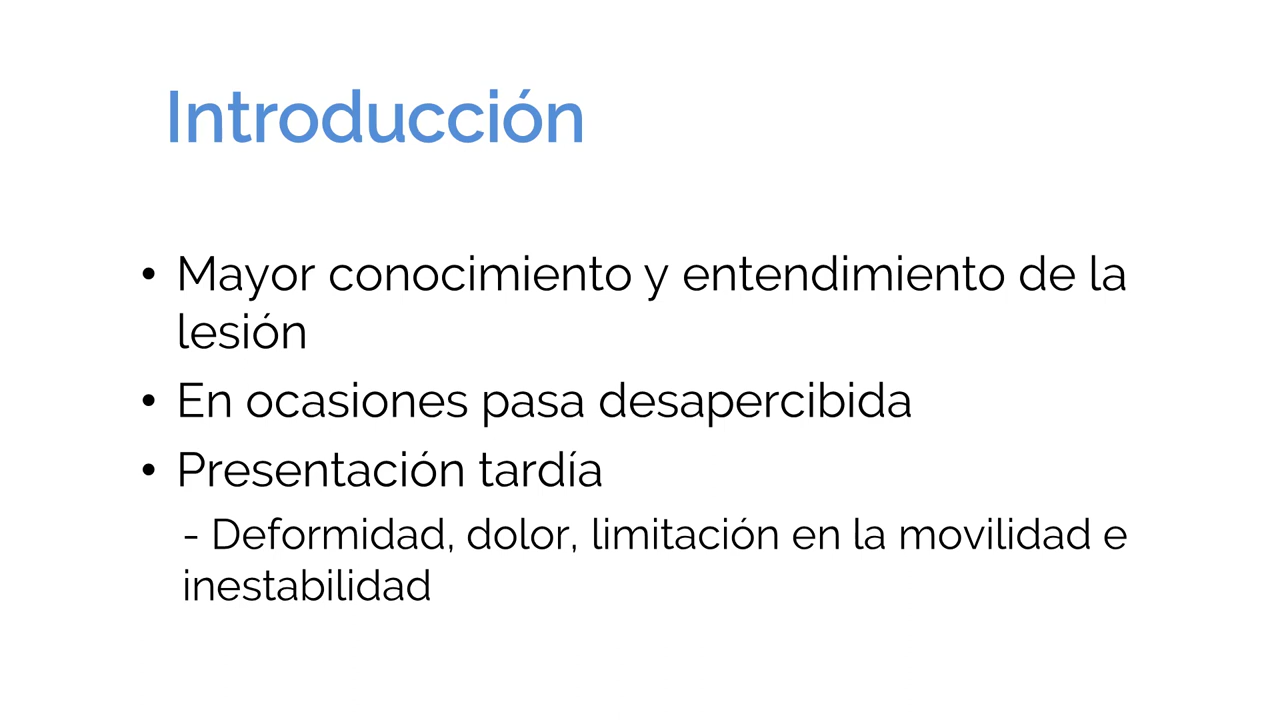 Introducción
• Mayor conocimiento y entendimiento de la
lesión
• En ocasiones pasa desapercibida
• Presentación tardía
- Deformidad, dolor, limitación en la movilidad e
inestabilidad